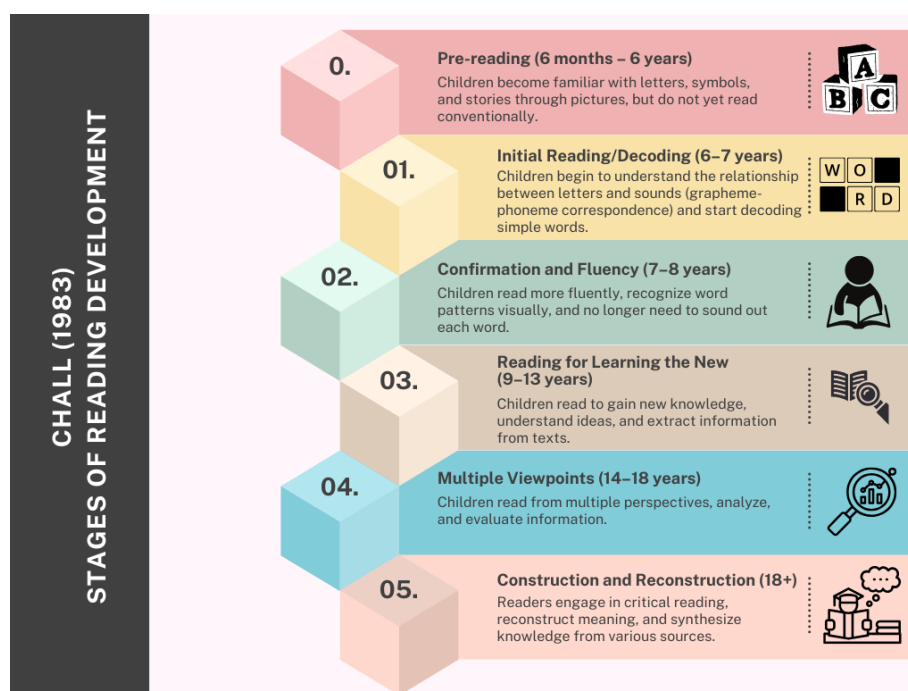 CHALL (1983)
STAGES OF READING DEVELOPMENT
0.
Pre-reading (6 months – 6 years)
Children become familiar with letters, symbols,
and stories through pictures, but do not yet read
conventionally.
A
B C
01.
Initial Reading/Decoding (6–7 years)
Children begin to understand the relationship
between letters and sounds (grapheme-
phoneme correspondence) and start decoding
simple words.
W O
R D
02.
Confirmation and Fluency (7–8 years)
Children read more fluently, recognize word
patterns visually, and no longer need to sound out
each word.
03.
Reading for Learning the New
(9–13 years)
Children read to gain new knowledge,
understand ideas, and extract information
from texts.
04.
Multiple Viewpoints (14–18 years)
Children read from multiple perspectives, analyze,
and evaluate information.
05.
Construction and Reconstruction (18+)
Readers engage in critical reading,
reconstruct meaning, and synthesize
knowledge from various sources.